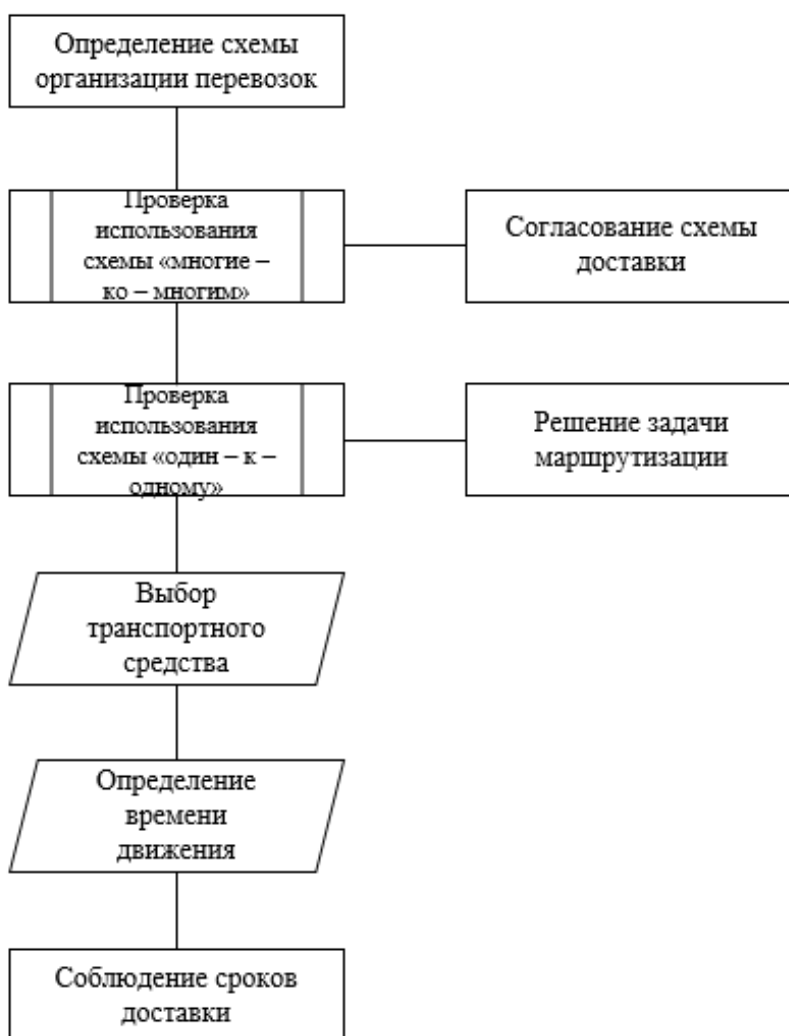 Определение схемы
организации перевозок
Проверка
использования
схемы «многие –
ко – многим»
Согласование схемы
доставки
Проверка
использования
схемы «один – к –
одному»
Решение задачи
маршрутизации
Выбор
транспортного
средства
Определение
времени
движения
Соблюдение сроков
доставки